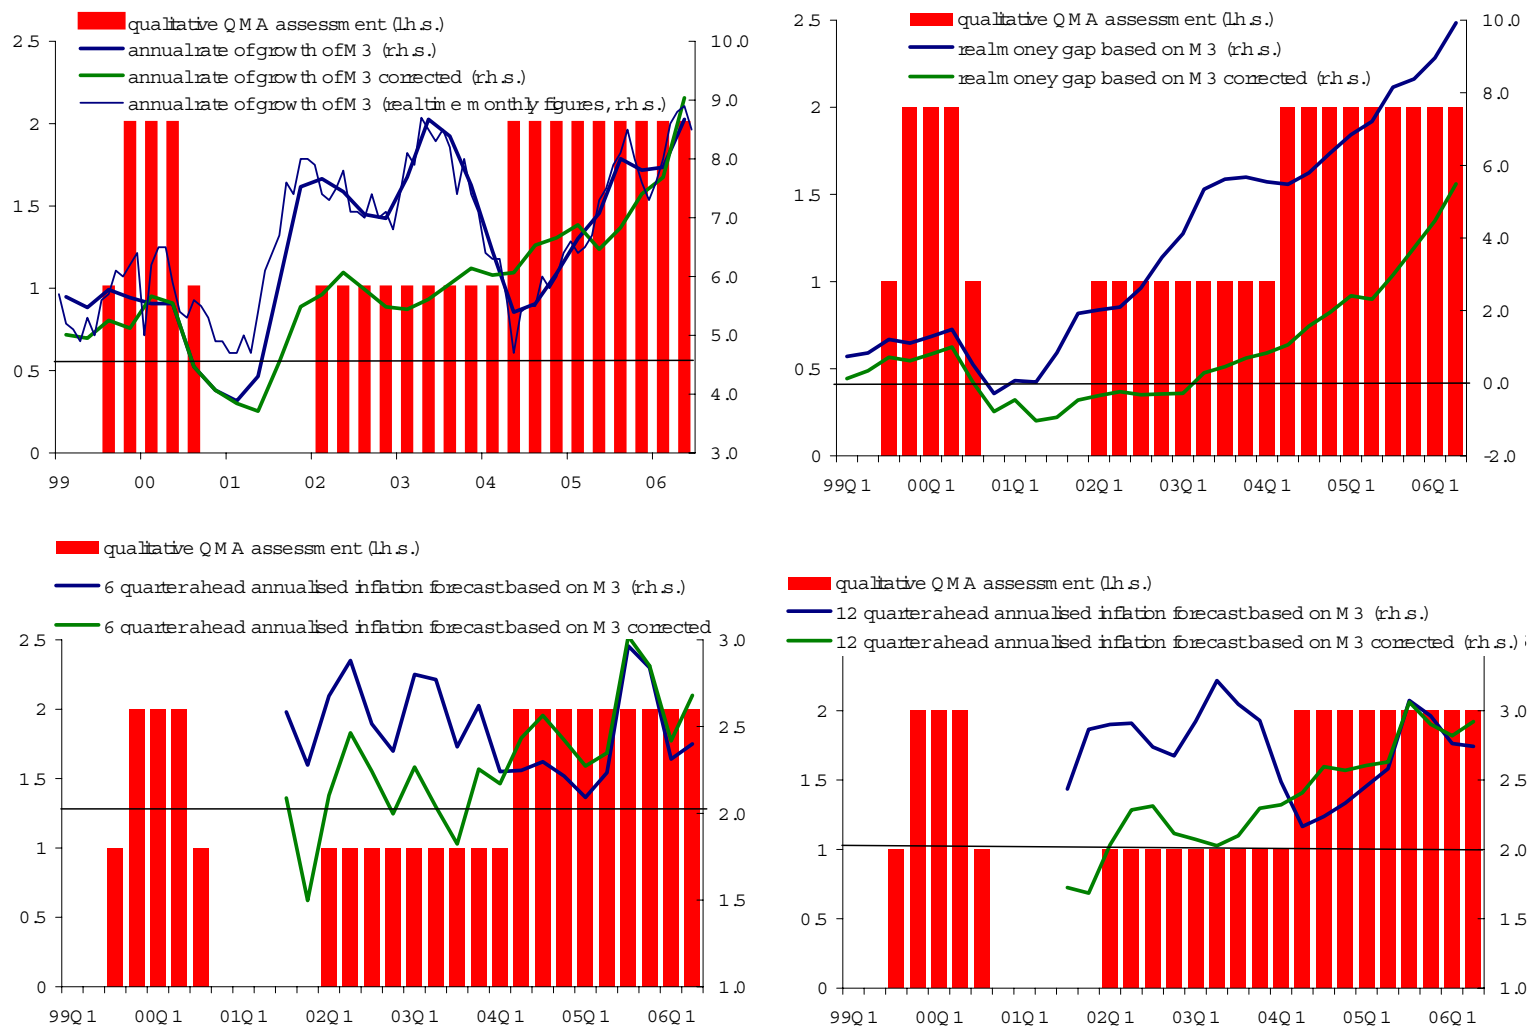 qualitative QMA assessment (l.h.s.)
annual rate of growth of M3 (r.h.s.)
annual rate of growth of M3 corrected (r.h.s.)
annual rate of growth of M3 (real time monthly figures, r.h.s.)
2.5
2
1.5
1
0.5
0
10.0
9.0
8.0
7.0
6.0
5.0
4.0
3.0
99 00 01 02 03 04 05 06
qualitative QMA assessment (l.h.s.)
real money gap based on M3 (r.h.s.)
real money gap based on M3 corrected (r.h.s.)
2.5
2
1.5
1
0.5
0
10.0
8.0
6.0
4.0
2.0
0.0
-2.0
99Q1 00Q1 01Q1 02Q1 03Q1 04Q1 05Q1 06Q1
qualitative QMA assessment (l.h.s.)
6 quarter ahead annualised inflation forecast based on M3 (r.h.s.)
6 quarter ahead annualised inflation forecast based on M3 corrected
2.5
2
1.5
1
0.5
0
3.0
2.5
2.0
1.5
1.0
99Q1 00Q1 01Q1 02Q1 03Q1 04Q1 05Q1 06Q1
qualitative QMA assessment (l.h.s.)
12 quarter ahead annualised inflation forecast based on M3 (r.h.s.)
12 quarter ahead annualised inflation forecast based on M3 corrected (r.h.s.)
2
1.5
1
0.5
0
3.0
2.5
2.0
1.5
1.0
99Q1 00Q1 01Q1 02Q1 03Q1 04Q1 05Q1 06Q1